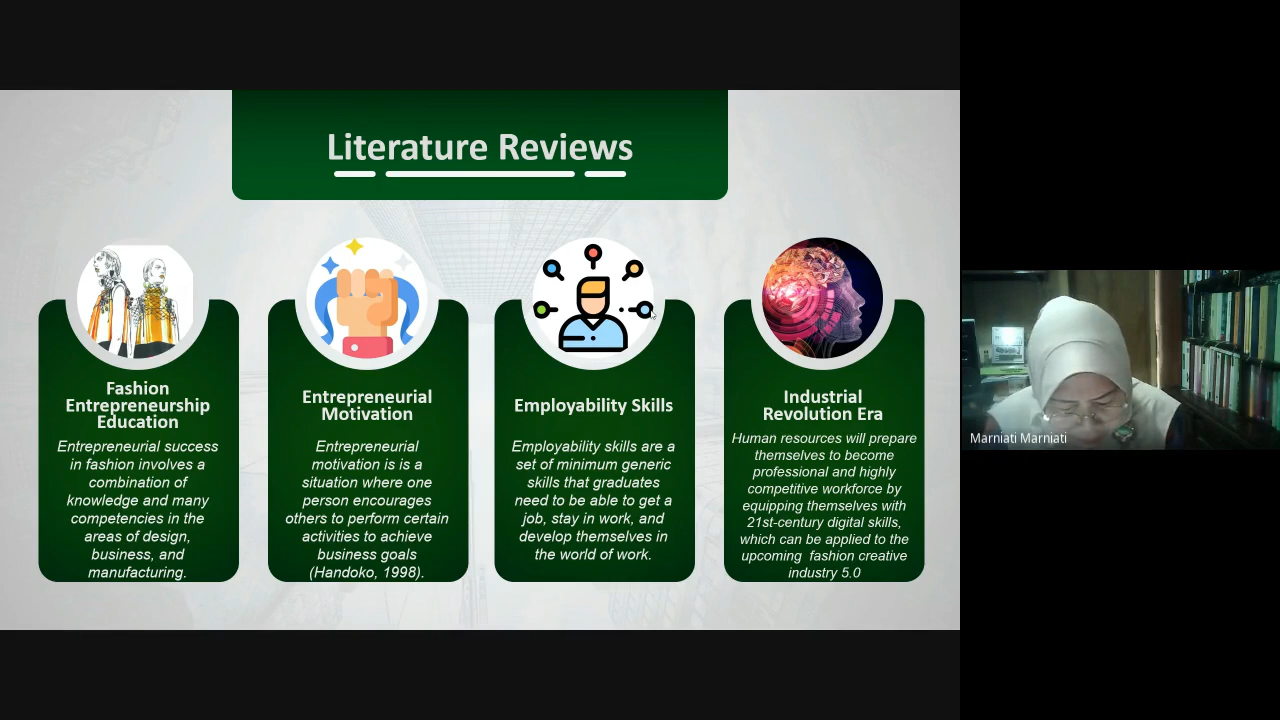 Literature Reviews
Fashion
Entrepreneurship
Education
Entrepreneurial success
in fashion involves a
combination of
knowledge and many
competencies in the
areas of design,
business, and
manufacturing.
Entrepreneurial
Motivation
Entrepreneurial
motivation is is a
situation where one
person encourages
others to perform certain
activities to achieve
business goals
(Handoko, 1998).
Employability Skills
Employability skills are a
set of minimum generic
skills that graduates
need to be able to get a
job, stay in work, and
develop themselves in
the world of work.
Industrial
Revolution Era
Human resources will prepare
themselves to become
professional and highly
competitive workforce by
equipping themselves with
21st-century digital skills,
which can be applied to the
upcoming fashion creative
industry 5.0
Marniati Marniati